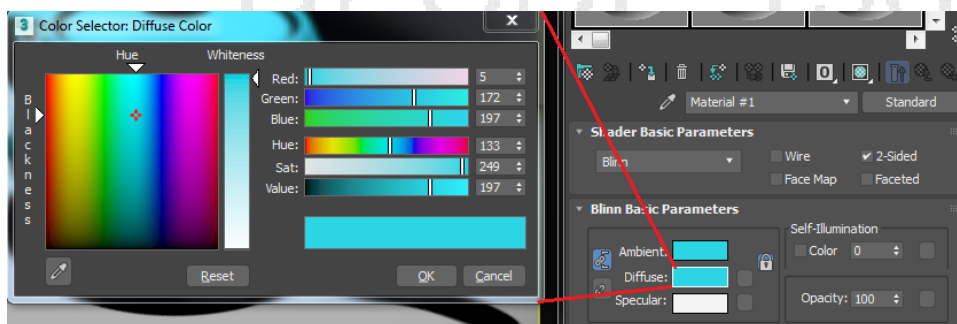 3 Color Selector: Diffuse Color x
Hue Whiteness
Blackness
Red: 5
Green: 172
Blue: 197
Hue: 133
Sat: 249
Value: 197
Reset OK Cancel
Material #1 Standard
Shader Basic Parameters
Blinn Wire 2-Sided
Face Map Faceted
Blinn Basic Parameters
Self-Illumination
Ambient: Color 0
Diffuse:
Specular: Opacity: 100